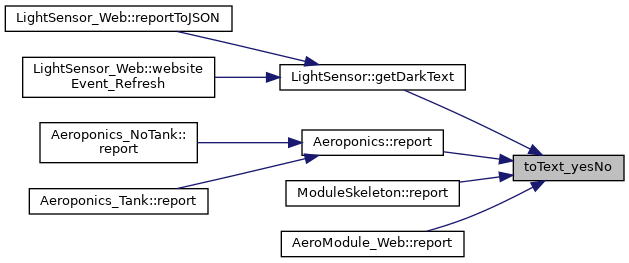 LightSensor_Web::reportToJSON
LightSensor_Web::website
Event_Refresh
LightSensor::getDarkText
Aeroponics_NoTank::
report
Aeroponics::report
toText_yesNo
Aeroponics_Tank::report
ModuleSkeleton::report
AeroModule_Web::report